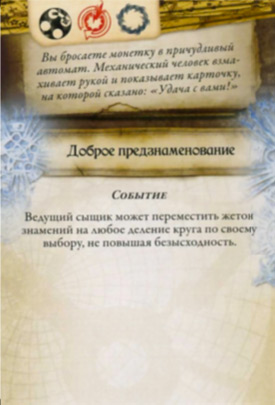 Вы бросаете монетку в причудливый
автомат. Механический человек взма-
хивает рукой и показывает карточку,
на которой сказано: «Удача с вами!»
Доброе предзнаменование
Событие
Ведущий сыщик может переместить жетон
знамений на любое деление круга по своему
выбору, не повышая безысходность.